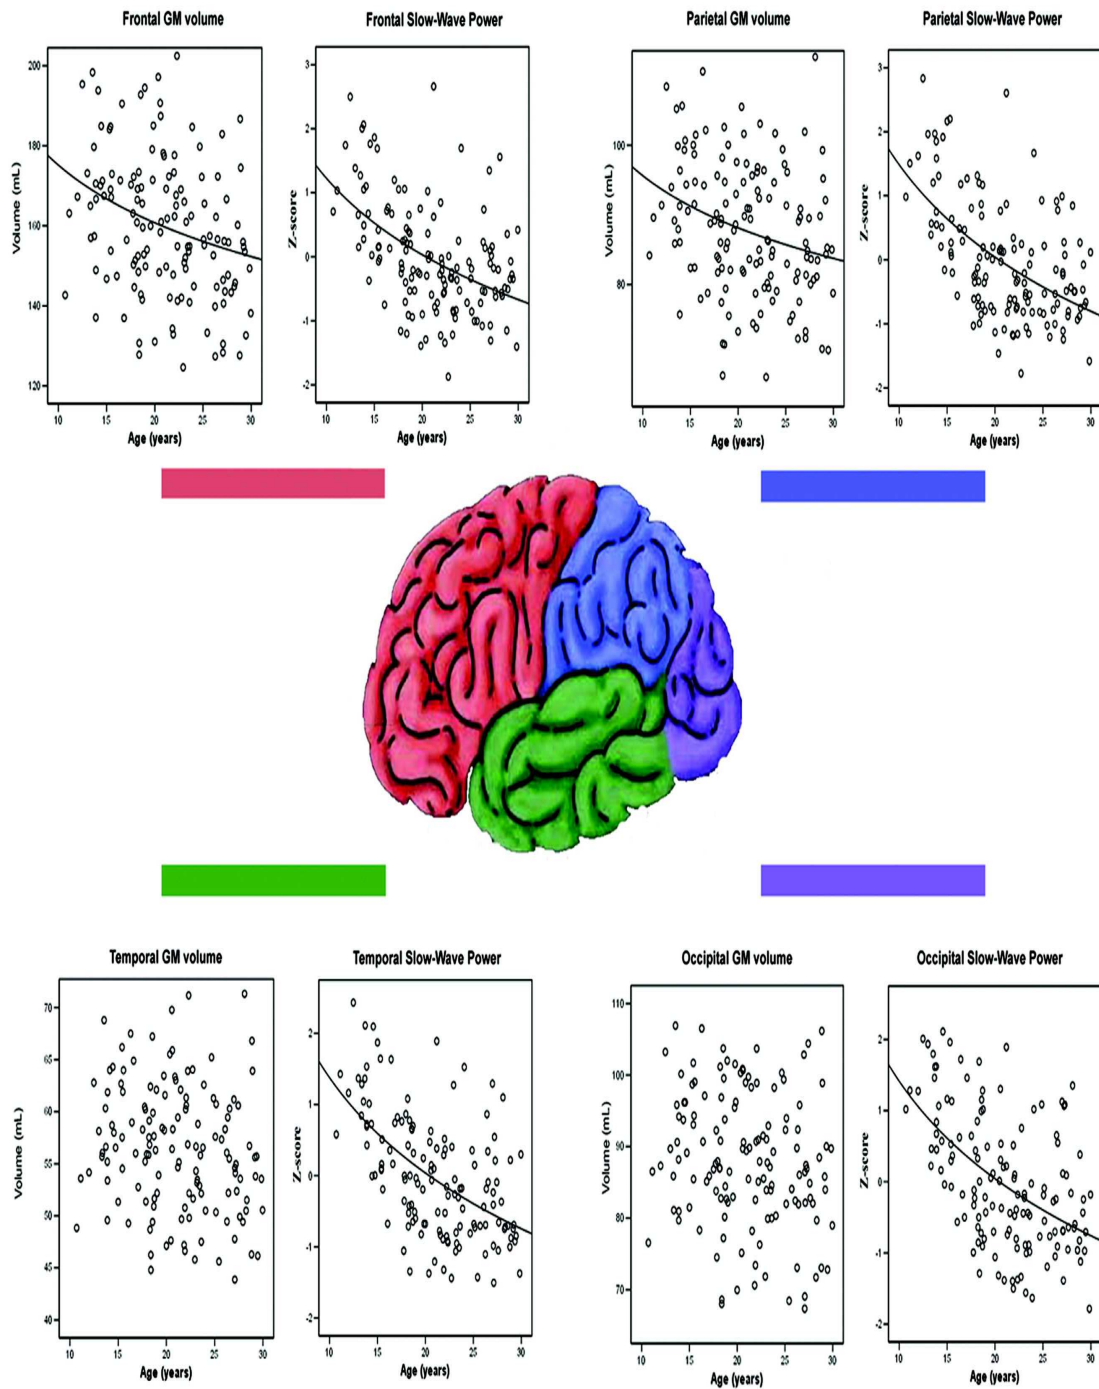 Frontal GM volume
Frontal Slow-Wave Power
Parietal GM volume
Parietal Slow-Wave Power
Volume (mL)
200
180
160
140
120
10 15 20 25 30
Age (years)
Z-score
3
2
1
0
-1
-2
10 15 20 25 30
Age (years)
Volume (mL)
100
80
10 15 20 25 30
Age (years)
Z-score
3
2
1
0
-1
-2
10 15 20 25 30
Age (years)
Temporal GM volume
Temporal Slow-Wave Power
Occipital GM volume
Occipital Slow-Wave Power
Volume (mL)
70
65
60
55
50
45
40
10 15 20 25 30
Age (years)
Z-score
2
1
0
-1
-2
10 15 20 25 30
Age (years)
Volume (mL)
110
100
90
80
70
10 15 20 25 30
Age (years)
Z-score
2
1
0
-1
-2
10 15 20 25 30
Age (years)